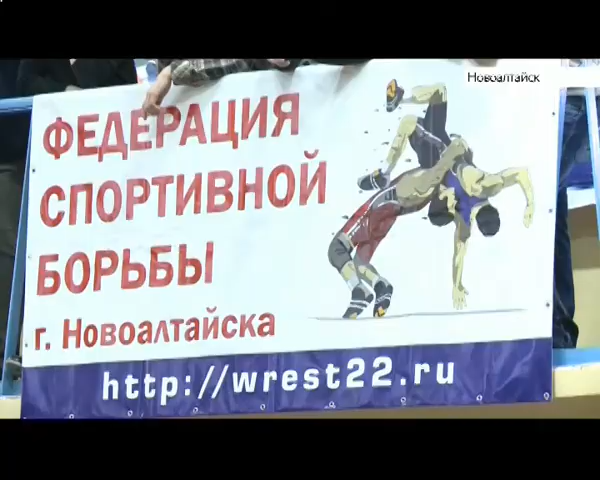 Новоалтайск
ФЕДЕРАЦИЯ
СПОРТИВНОЙ
БОРЬБЫ
г. Новоалтайска
http://wrest22.ru